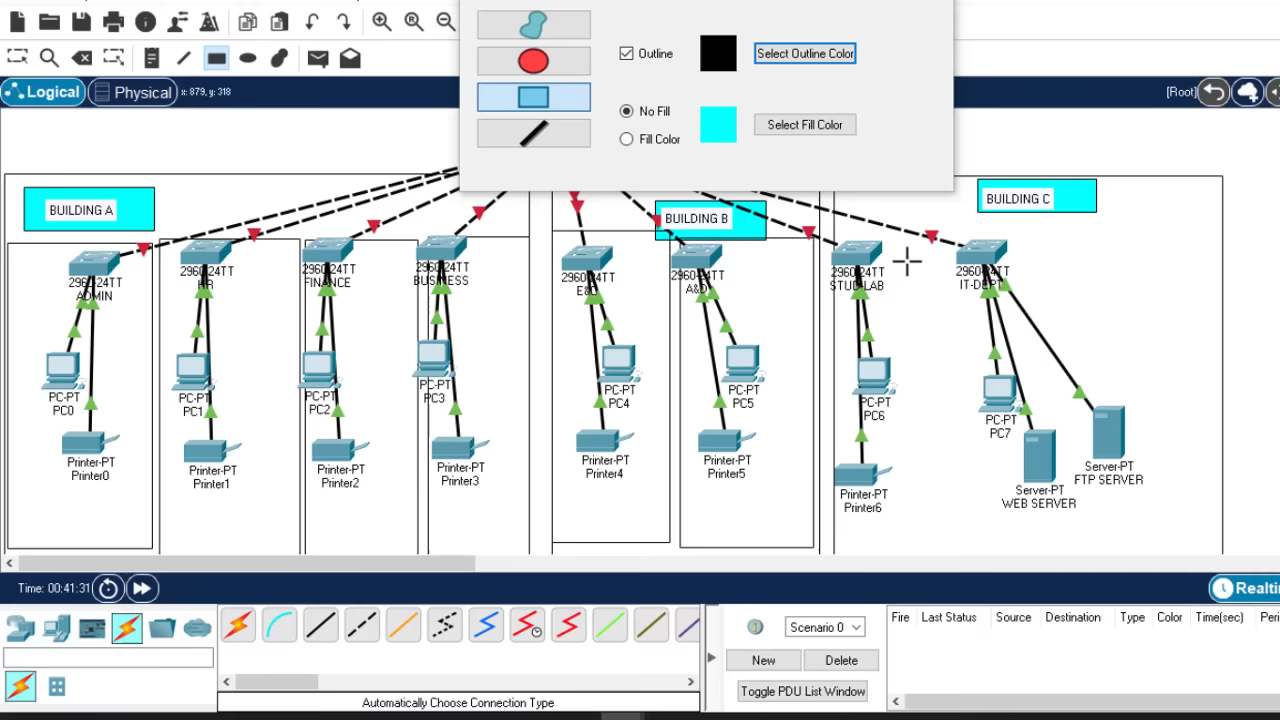 Outline
Select Outline Color
No Fill
Fill Color
Select Fill Color
Logical
Physical
x: 879, y: 318
[Root]
BUILDING A
BUILDING B
BUILDING C
2960-24TT
ADMIN
2960-24TT
HR
2960-24TT
FINANCE
2960-24TT
BUSINESS
2960-24TT
2960-24TT
A&D
2960-24TT
STUD-LAB
2960-24TT
IT-DEPT
PC-PT
PC0
PC-PT
PC1
PC-PT
PC2
PC-PT
PC3
PC-PT
PC4
PC-PT
PC5
PC-PT
PC6
PC-PT
PC7
Printer-PT
Printer0
Printer-PT
Printer1
Printer-PT
Printer2
Printer-PT
Printer3
Printer-PT
Printer4
Printer-PT
Printer5
Printer-PT
Printer6
Server-PT
WEB SERVER
Server-PT
FTP SERVER
Time: 00:41:31
Scenario 0
New
Delete
Toggle PDU List Window
Automatically Choose Connection Type
Fire Last Status Source Destination Type Color Time(sec)